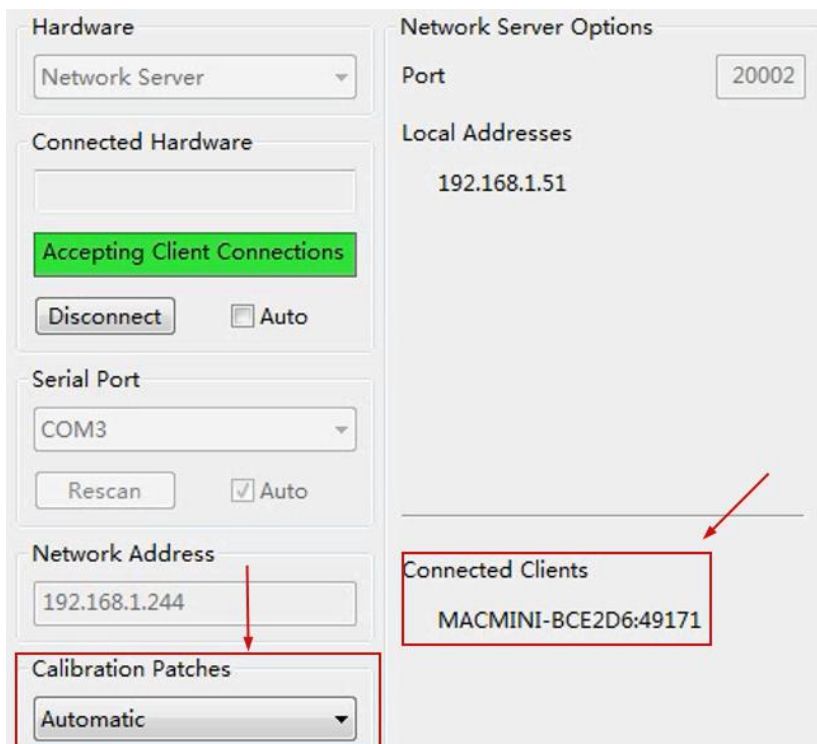 Hardware
Network Server
Connected Hardware
Accepting Client Connections
Disconnect
Auto
Serial Port
COM3
Rescan
Auto
Network Address
192.168.1.244
Calibration Patches
Automatic
Network Server Options
Port
20002
Local Addresses
192.168.1.51
Connected Clients
MACMINI-BCE2D6:49171